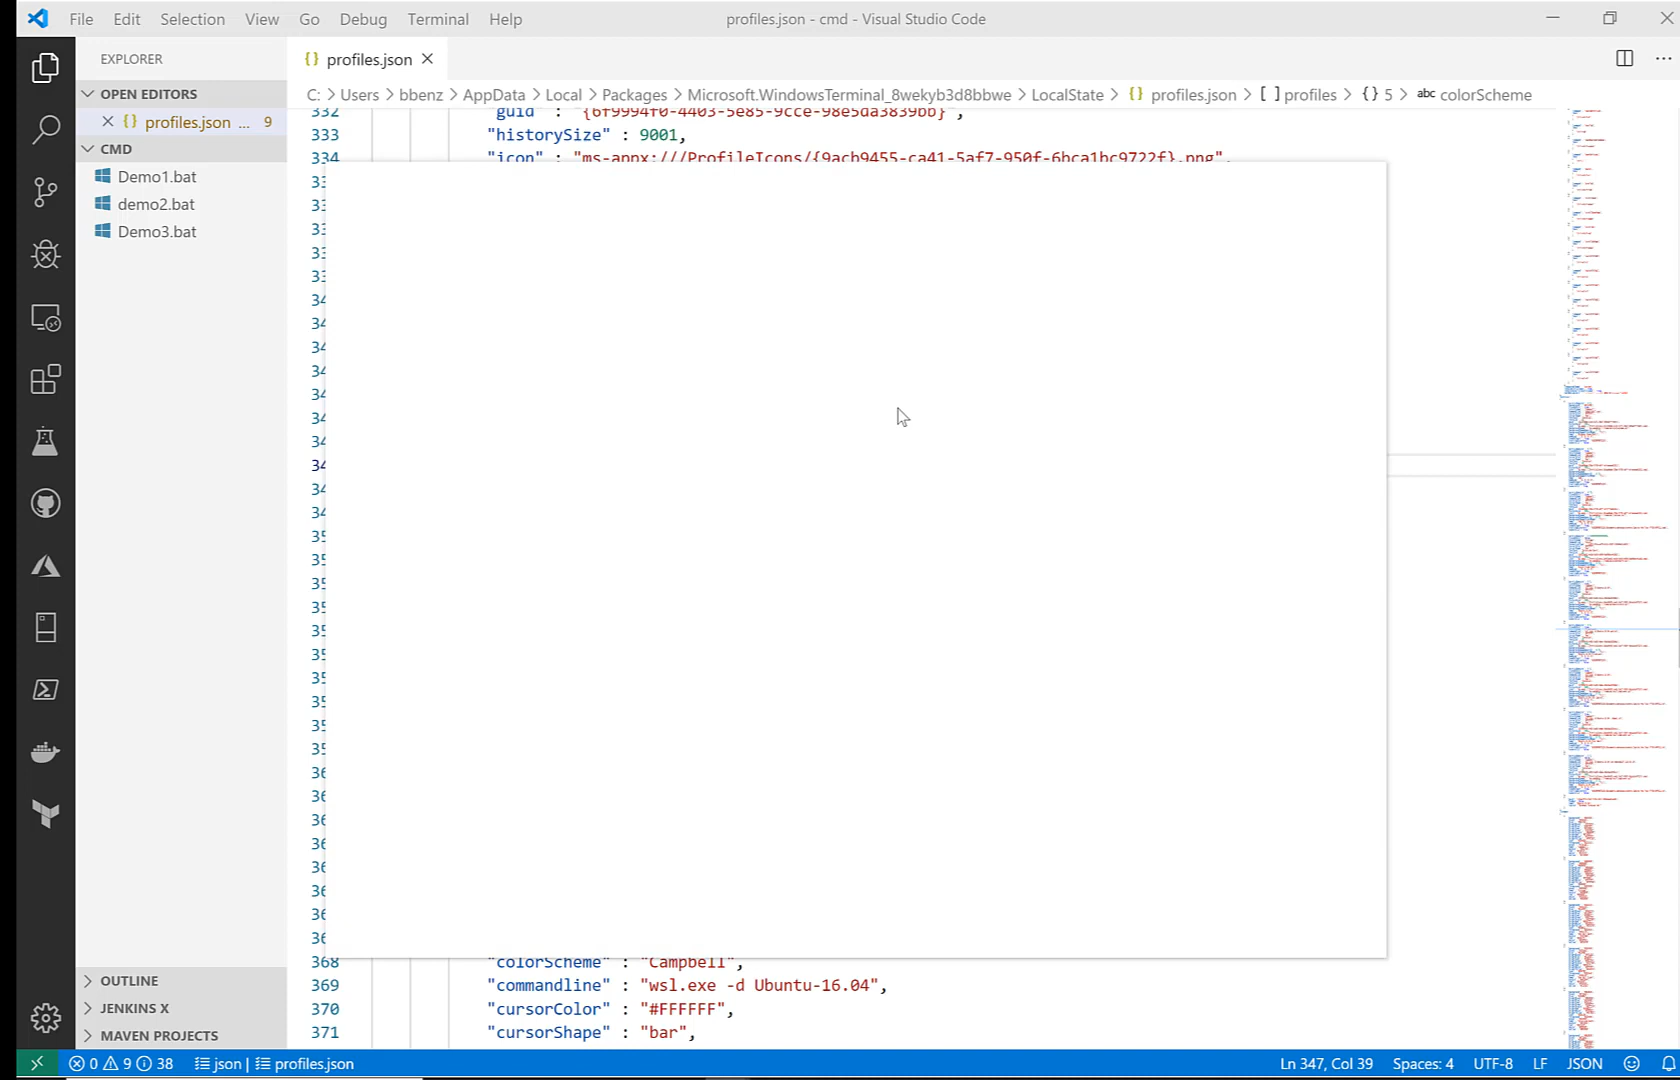 File Edit Selection View Go Debug Terminal Help
profiles.json - cmd - Visual Studio Code
EXPLORER
OPEN EDITORS
profiles.json ... 9
CMD
Demo1.bat
demo2.bat
Demo3.bat
OUTLINE
JENKINS X
MAVEN PROJECTS
profiles.json
C: > Users > bbenz > AppData > Local > Packages > Microsoft.WindowsTerminal_8wekyb3d8bbwe > LocalState > {} profiles.json > [ ] profiles > {} 5 > abc colorScheme
332 "guid" : "{6f9994f0-4403-5e85-9cce-98e5da3839bb}",
333 "historySize" : 9001,
334 "icon" : "ms-appx:///ProfileIcons/{9acb9455-ca41-5af7-950f-6bca1bc9722f}.png",
368 "colorScheme" : "Campbell",
369 "commandline" : "wsl.exe -d Ubuntu-16.04",
370 "cursorColor" : "#FFFFFF",
371 "cursorShape" : "bar",
0 9 38 json | profiles.json
Ln 347, Col 39 Spaces: 4 UTF-8 LF JSON